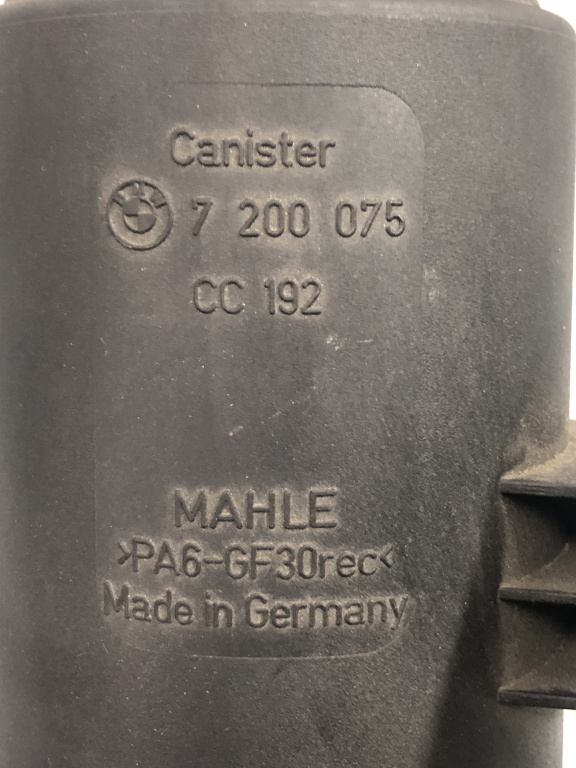 Canister
7 200 075
CC 192
MAHLE
>PA6-GF30rec<
Made in Germany